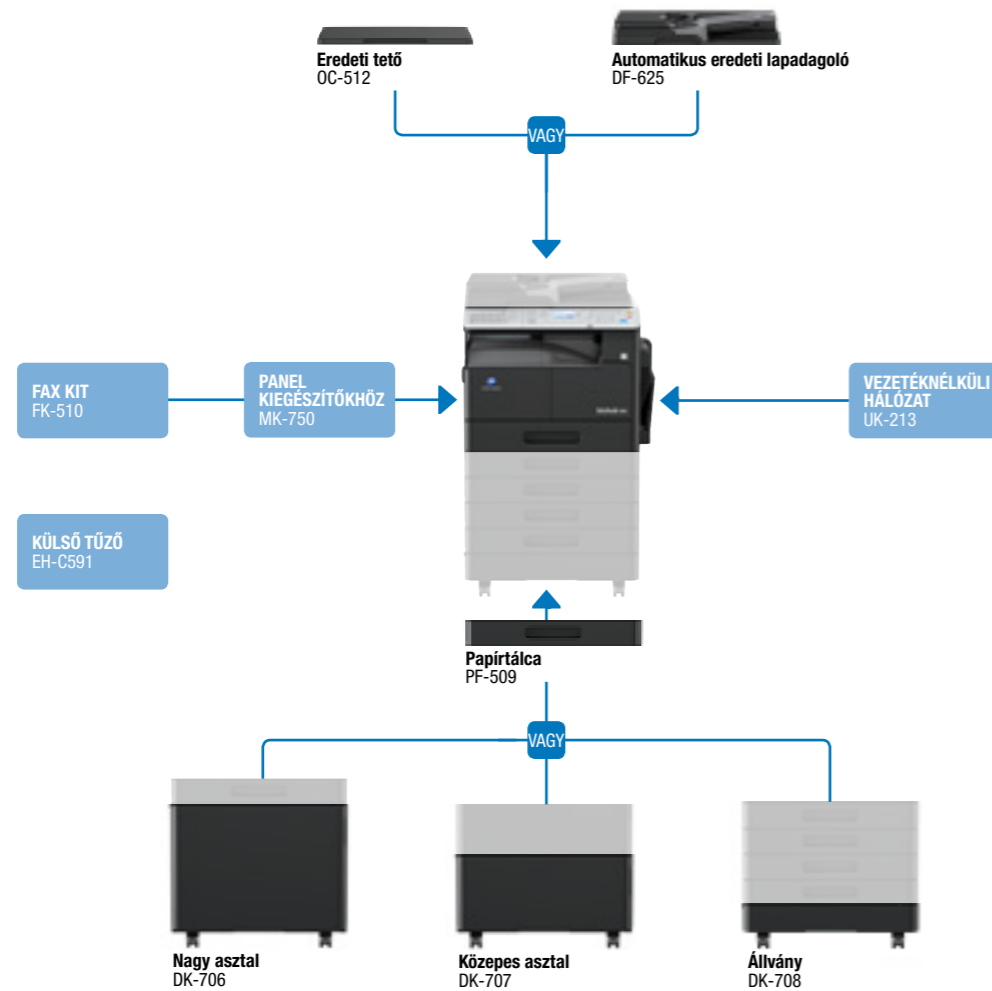 Eredeti tető
OC-512
Automatikus eredeti lapadagoló
DF-625
VAGY
FAX KIT
FK-510
PANEL
KIEGÉSZÍTŐKHÖZ
MK-750
VEZETÉKNÉLKÜLI
HÁLÓZAT
UK-213
KÜLSŐ TŰZŐ
EH-C591
Papírtálca
PF-509
VAGY
Nagy asztal
DK-706
Közepes asztal
DK-707
Állvány
DK-708